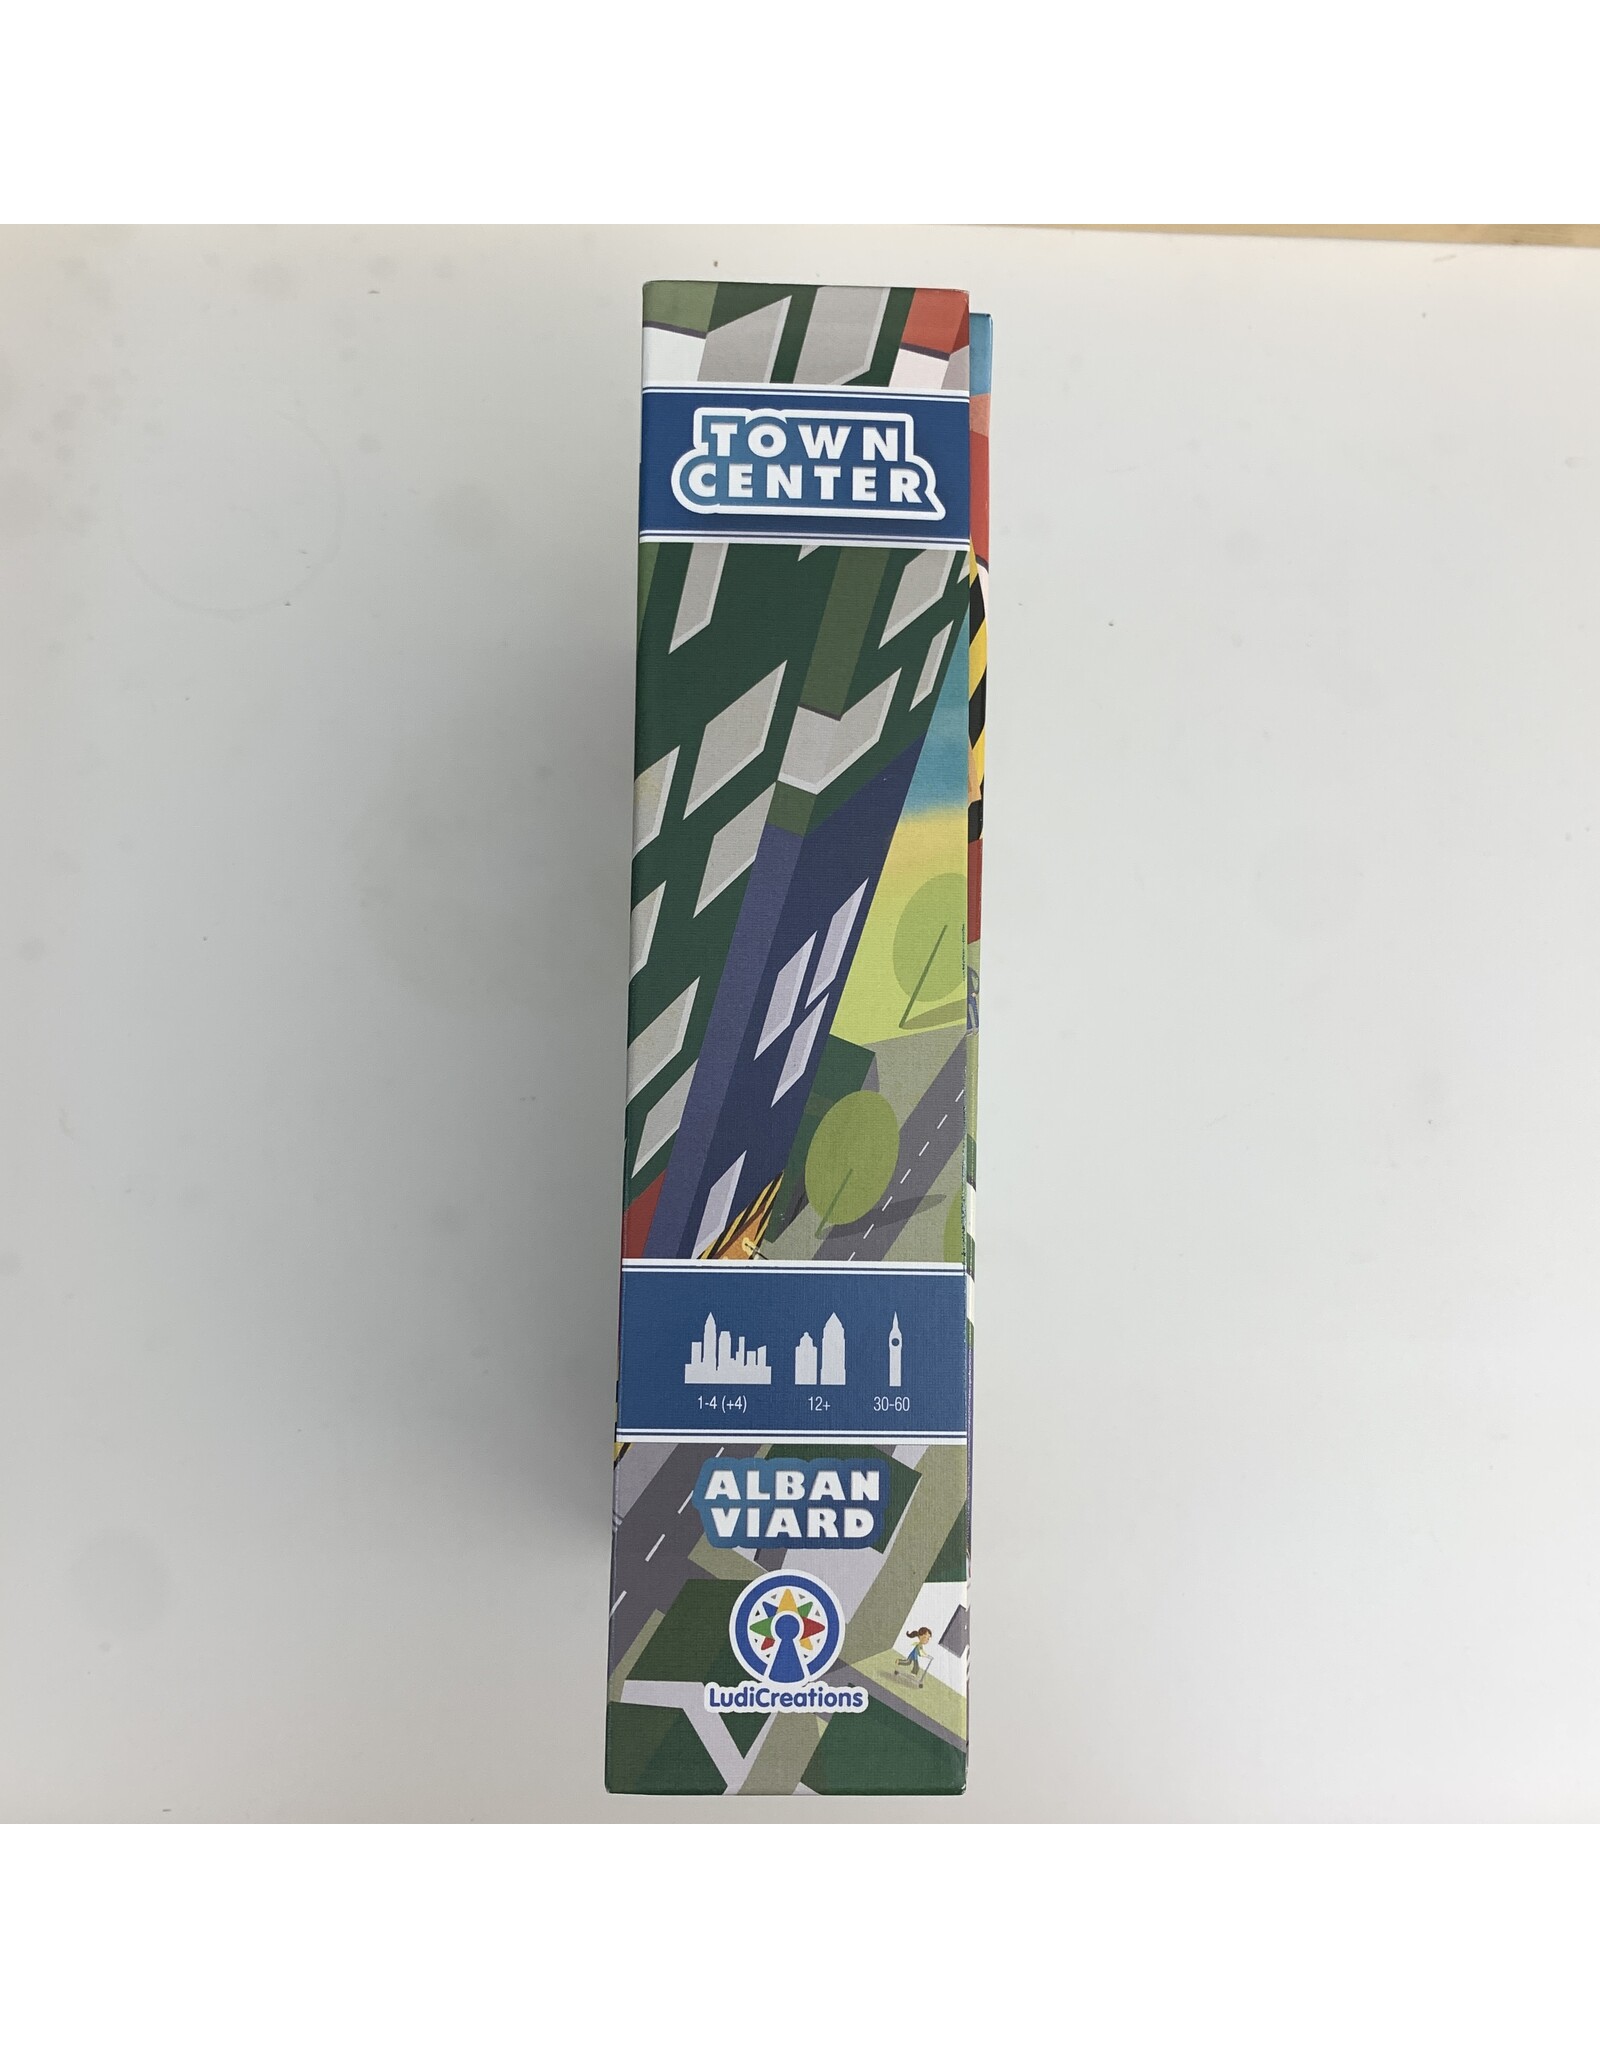 TOWN
CENTER
1-4 (+4) 12+ 30-60
ALBAN
VIARD
LudiCreations